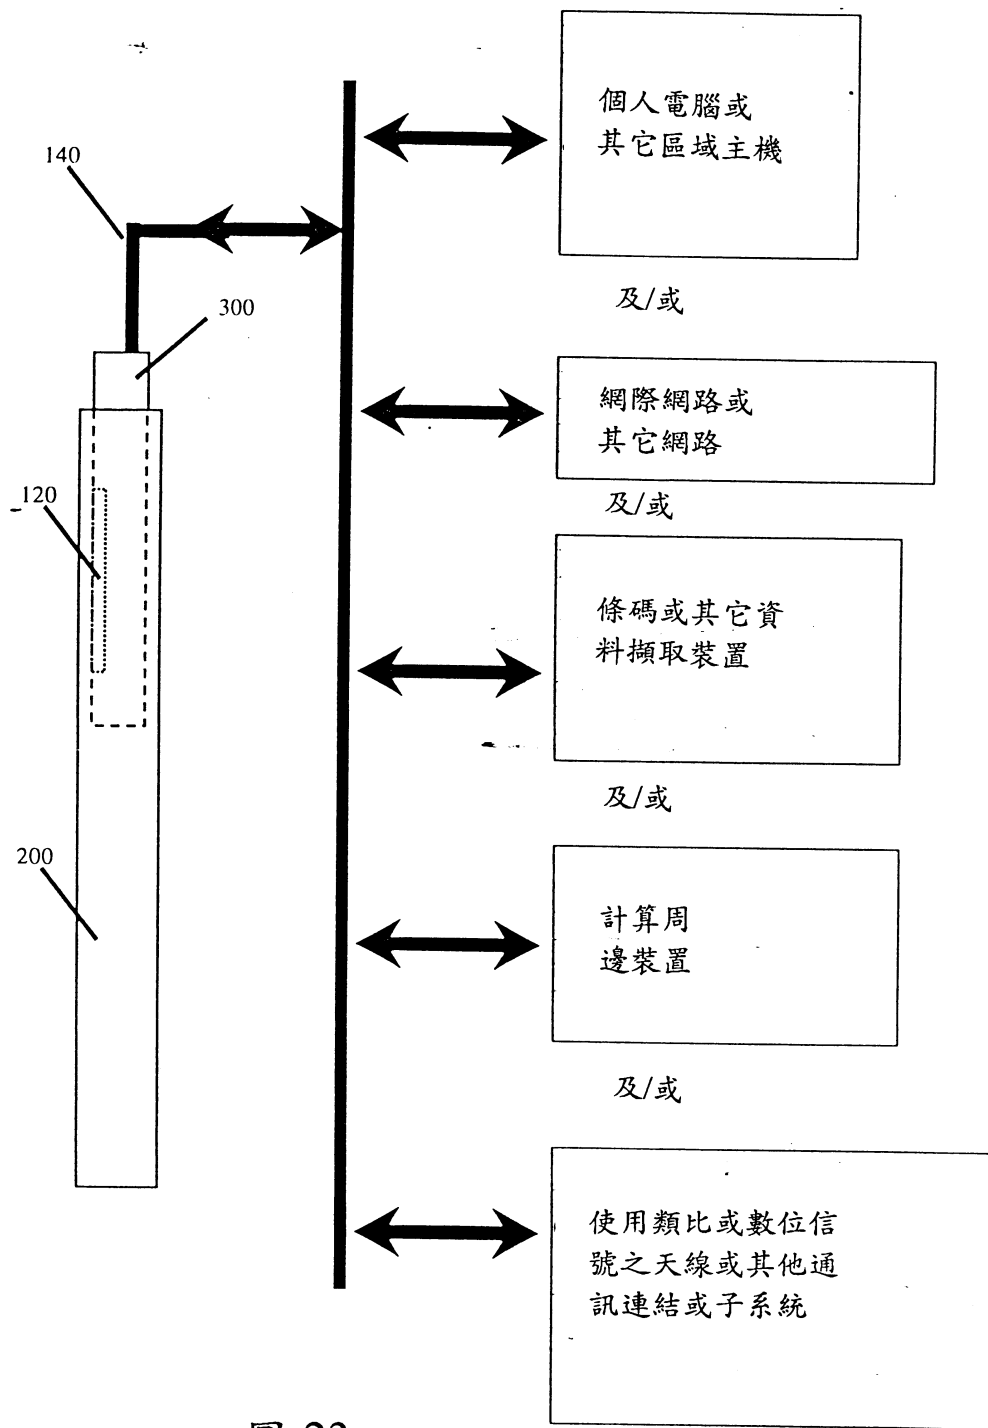 個人電腦或
其它區域主機
140
及/或
300
網際網路或
其它網路
120
及/或
條碼或其它資
料擷取裝置
及/或
200
計算周
邊裝置
及/或
使用類比或數位信
號之天線或其他通
訊連結或子系統